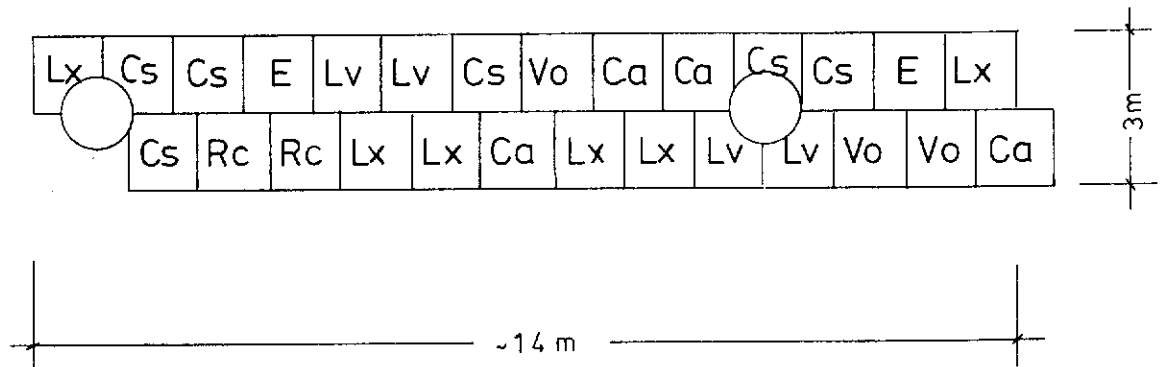 Lx Cs Cs E Lv Lv Cs Vo Ca Ca Cs Cs E Lx
Cs Rc Rc Lx Lx Ca Lx Lx Lv Lv Vo Vo Ca
3m
~14 m